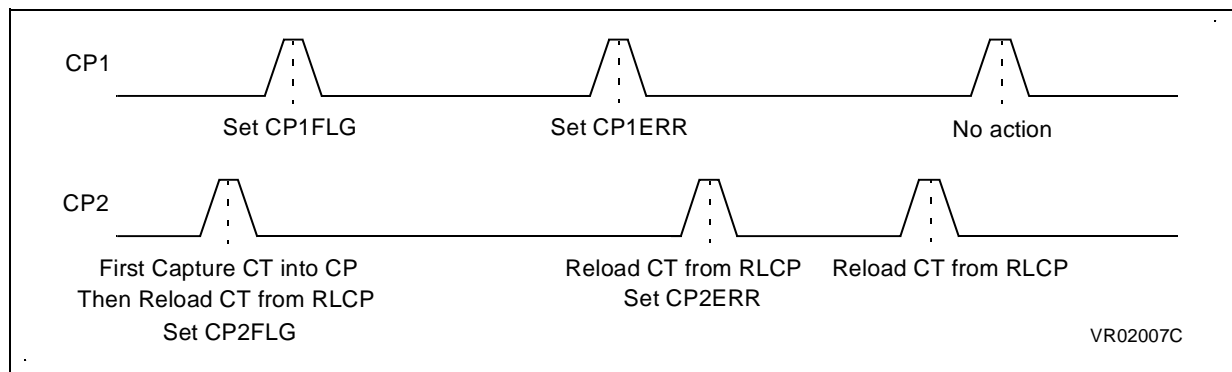 CP1
Set CP1FLG
Set CP1ERR
No action
CP2
First Capture CT into CP
Then Reload CT from RLCP
Set CP2FLG
Reload CT from RLCP
Set CP2ERR
Reload CT from RLCP
VR02007C